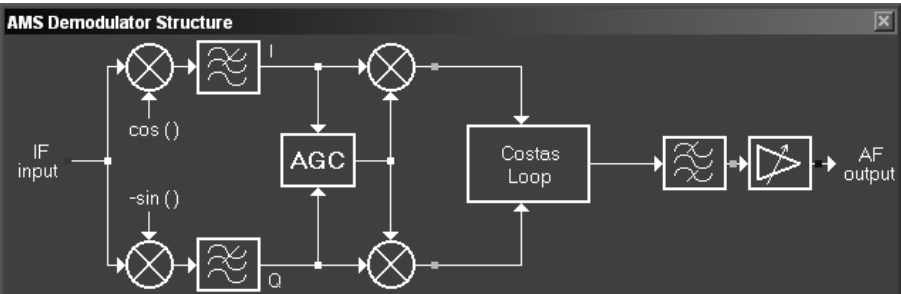 AMS Demodulator Structure
I
cos ()
IF
input
AGC
Costas
Loop
AF
output
-sin ()
Q